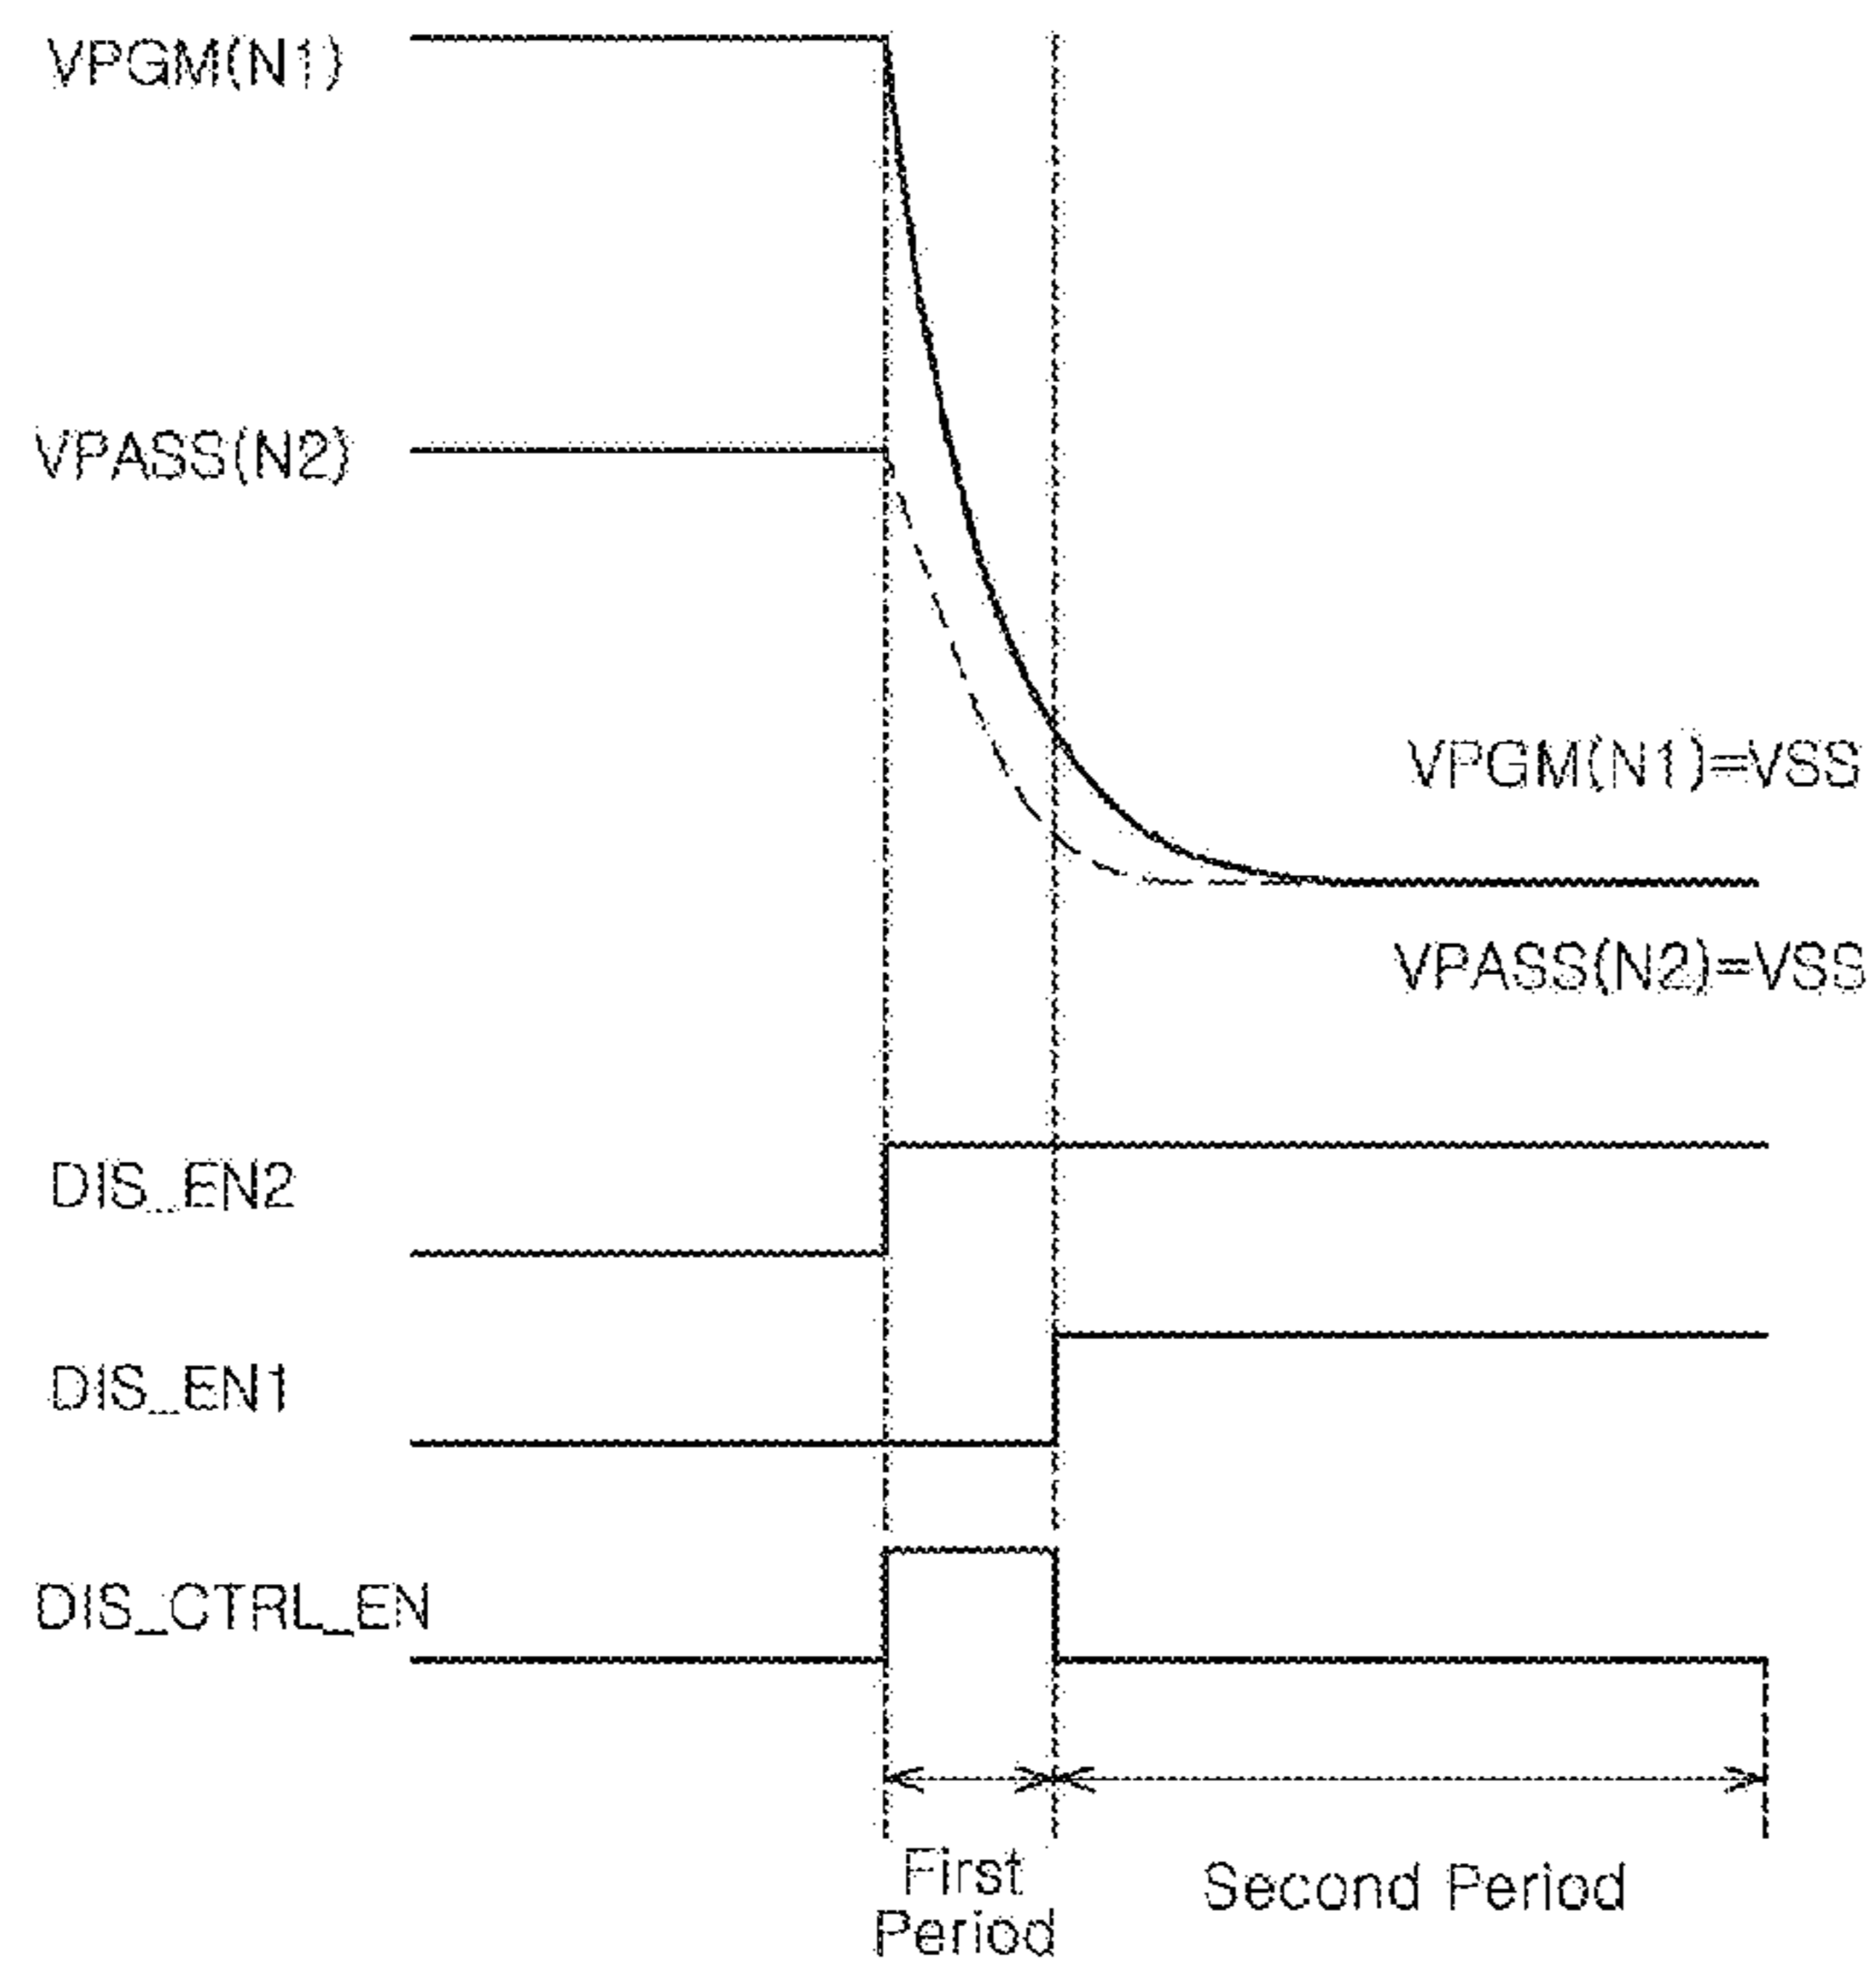 VPGM(N1)
VPASS(N2)
VPGM(N1)=VSS
VPASS(N2)=VSS
DIS_EN2
DIS_EN1
DIS_CTRL_EN
First
Period
Second Period